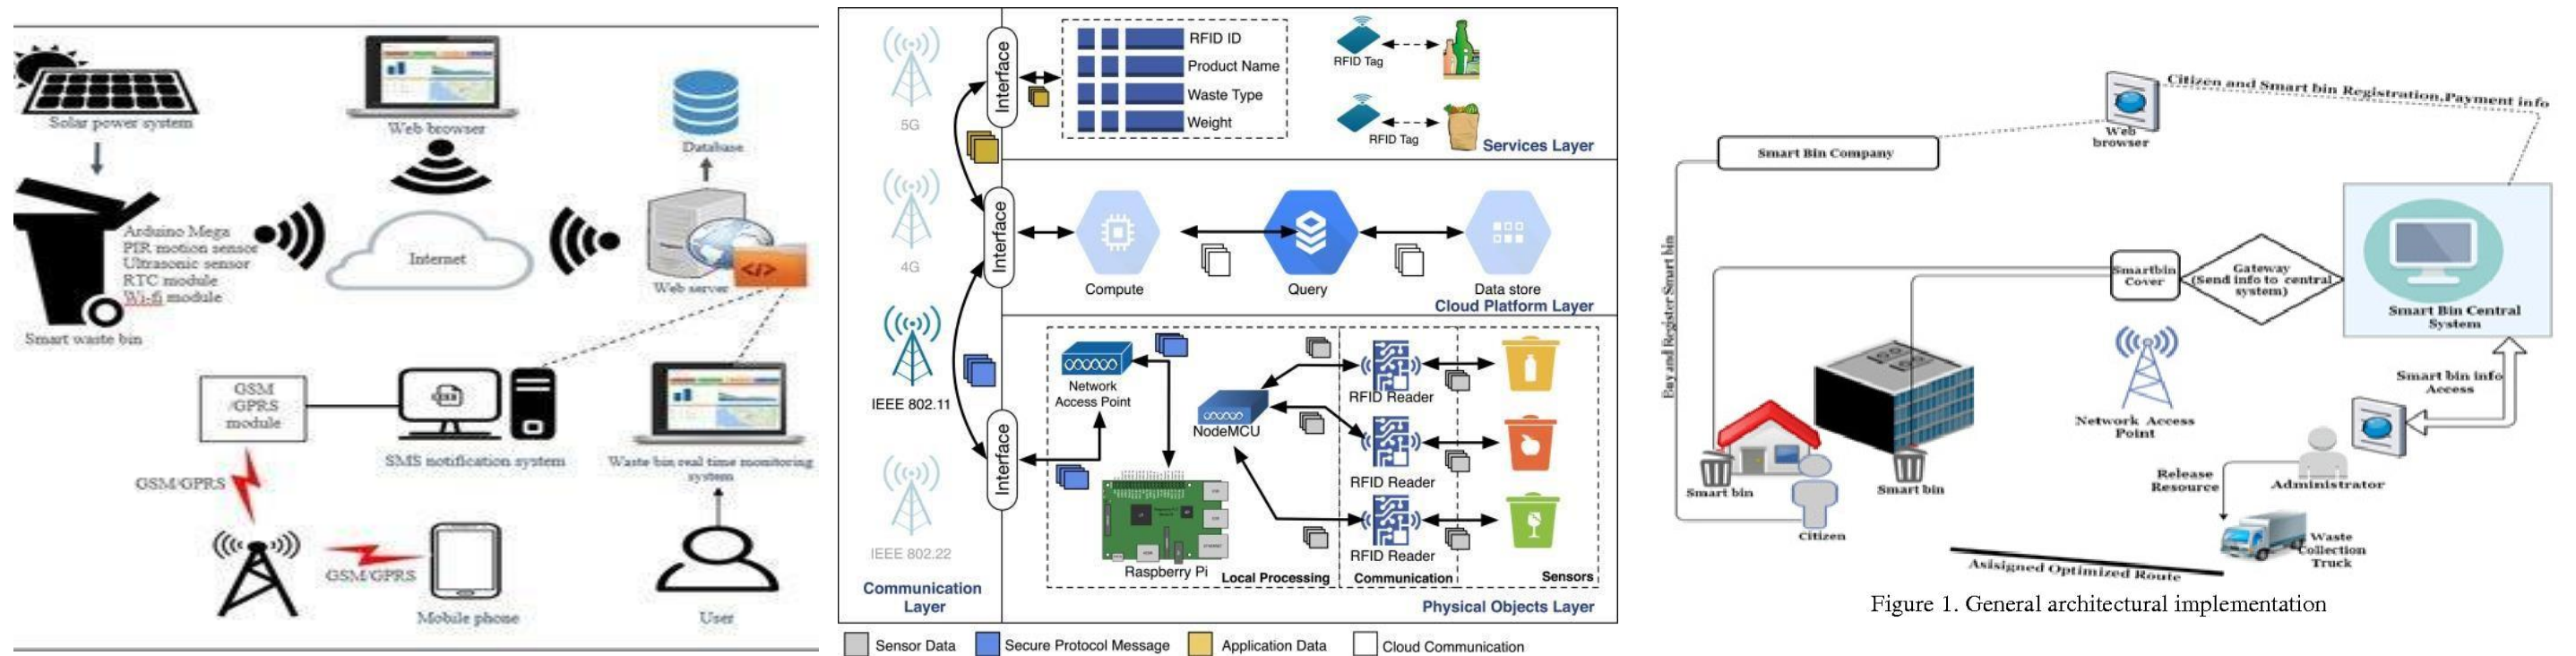 Solar power system
Web browser
Database
Arduino Mega
PIR motion sensor
Ultrasonic sensor
RTC module
Wi-fi module
Internet
Web server
Smart waste bin
GSM
/GPRS
module
SMS notification system
Waste bin real time monitoring
system
GSM/GPRS
GSM/GPRS
Mobile phone
User
5G
4G
IEEE 802.11
IEEE 802.22
Communication
Layer
Interface
Interface
Interface
RFID ID
Product Name
Waste Type
Weight
RFID Tag
RFID Tag
Services Layer
Compute
Query
Data store
Cloud Platform Layer
Network
Access Point
NodeMCU
RFID Reader
RFID Reader
RFID Reader
Raspberry Pi
Local Processing
Communication
Sensors
Physical Objects Layer
Sensor Data
Secure Protocol Message
Application Data
Cloud Communication
Citizen and Smart bin Registration,Payment info
Web
browser
Smart Bin Company
Buy and Register Smart bin
Smartbin
Cover
Gateway
(Send info to central
system)
Smart Bin Central
System
Smart bin info
Access
Network Access
Point
Smart bin
Smart bin
Citizen
Release
Resource
Administrator
Waste
Collection
Truck
Asisigned Optimized Route
Figure 1. General architectural implementation